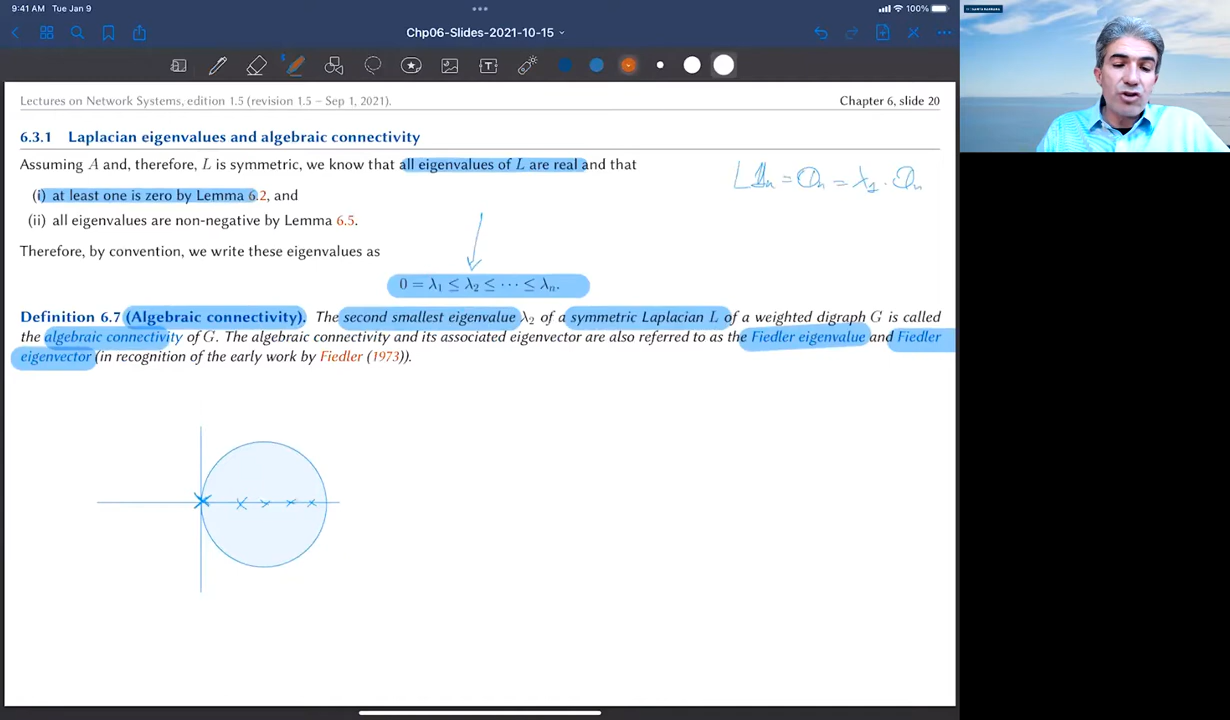 9:41 AM Tue Jan 9
100%
Chp06-Slides-2021-10-15
Lectures on Network Systems, edition 1.5 (revision 1.5 – Sep 1, 2021).
Chapter 6, slide 20
6.3.1 Laplacian eigenvalues and algebraic connectivity
Assuming A and, therefore, L is symmetric, we know that all eigenvalues of L are real and that
(i) at least one is zero by Lemma 6.2, and
(ii) all eigenvalues are non-negative by Lemma 6.5.
Therefore, by convention, we write these eigenvalues as
0 = λ₁ ≤ λ₂ ≤ ⋯ ≤ λₙ.
Definition 6.7 (Algebraic connectivity). The second smallest eigenvalue λ₂ of a symmetric Laplacian L of a weighted digraph G is called
the algebraic connectivity of G. The algebraic connectivity and its associated eigenvector are also referred to as the Fiedler eigenvalue and Fiedler
eigenvector (in recognition of the early work by Fiedler (1973)).